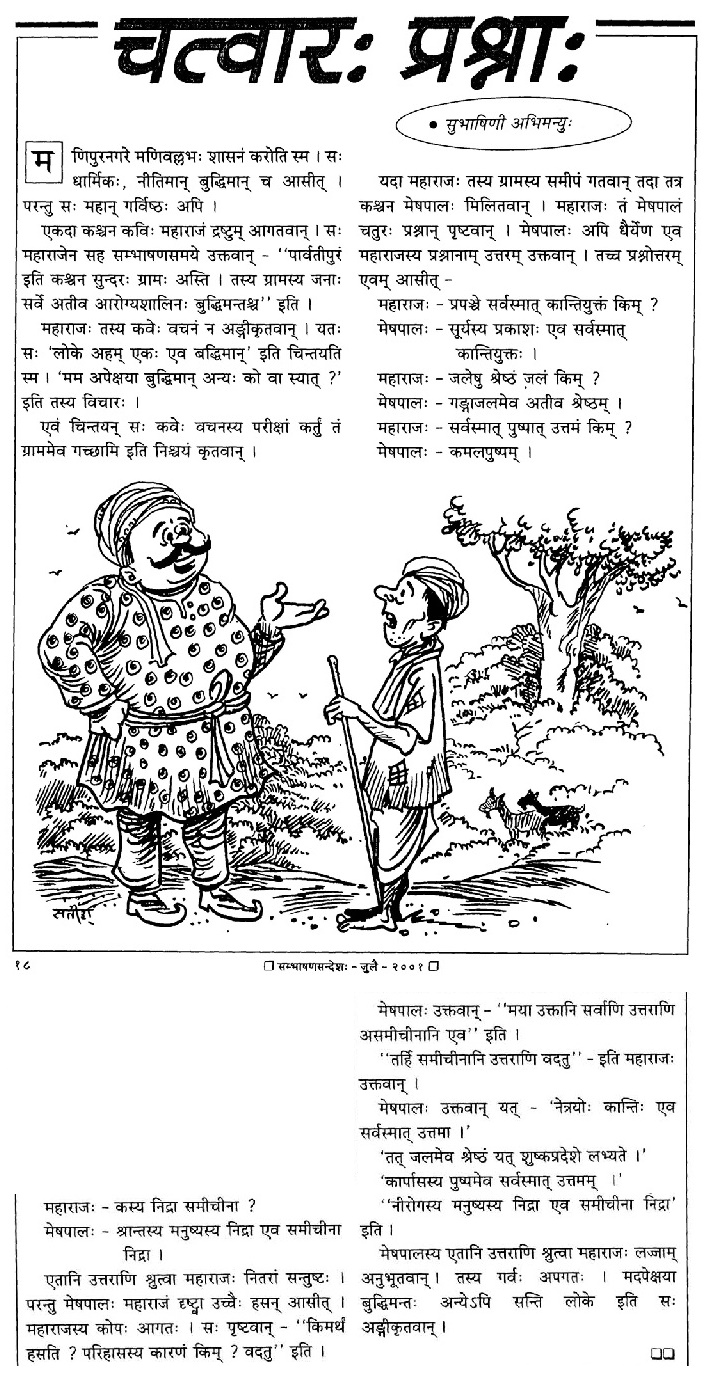 चत्वारः प्रश्नाः
• सुभाषिणी अभिमन्युः
मणिपुरनगरे मणिवल्लभः शासनं करोति स्म । सः
धार्मिकः, नीतिमान् बुद्धिमान् च आसीत् ।
परन्तु सः महान् गर्विष्ठः अपि ।
एकदा कश्चन कविः महाराजं द्रष्टुम् आगतवान् । सः
महाराजेन सह सम्भाषणसमये उक्तवान् - ‘‘पार्वतीपुरं
इति कश्चन सुन्दरः ग्रामः अस्ति । तस्य ग्रामस्य जनाः
सर्वे अतीव आरोग्यशालिनः बुद्धिमन्तश्च’’ इति ।
महाराजः तस्य कवेः वचनं न अङ्गीकृतवान् । यतः
सः ‘लोके अहम् एकः एव बद्धिमान्’ इति चिन्तयति
स्म । ‘मम अपेक्षया बुद्धिमान् अन्यः को वा स्यात् ?’
इति तस्य विचारः ।
एवं चिन्तयन् सः कवेः वचनस्य परीक्षां कर्तुं तं
ग्राममेव गच्छामि इति निश्चयं कृतवान् ।
यदा महाराजः तस्य ग्रामस्य समीपं गतवान् तदा तत्र
कश्चन मेषपालः मिलितवान् । महाराजः तं मेषपालं
चतुरः प्रश्नान् पृष्टवान् । मेषपालः अपि धैर्येण एव
महाराजस्य प्रश्नानाम् उत्तरम् उक्तवान् । तच्च प्रश्नोत्तरम्
एवम् आसीत् -
महाराजः - प्रपञ्चे सर्वस्मात् कान्तियुक्तं किम् ?
मेषपालः - सूर्यस्य प्रकाशः एव सर्वस्मात्
कान्तियुक्तः ।
महाराजः - जलेषु श्रेष्ठं जलं किम् ?
मेषपालः - गङ्गाजलमेव अतीव श्रेष्ठम् ।
महाराजः - सर्वस्मात् पुष्पात् उत्तमं किम् ?
मेषपालः - कमलपुष्पम् ।
सतीश
१८
❐ सम्भाषणसन्देशः - जुलै - २००१ ❐
महाराजः - कस्य निद्रा समीचीना ?
मेषपालः - श्रान्तस्य मनुष्यस्य निद्रा एव समीचीना
निद्रा ।
एतानि उत्तराणि श्रुत्वा महाराजः नितरां सन्तुष्टः ।
परन्तु मेषपालः महाराजं दृष्ट्वा उच्चैः हसन् आसीत् ।
महाराजस्य कोपः आगतः । सः पृष्टवान् - ‘‘किमर्थं
हसति ? परिहासस्य कारणं किम् ? वदतु’’ इति ।
मेषपालः उक्तवान् - ‘‘मया उक्तानि सर्वाणि उत्तराणि
असमीचीनानि एव’’ इति ।
‘‘तर्हि समीचीनानि उत्तराणि वदतु’’ - इति महाराजः
उक्तवान् ।
मेषपालः उक्तवान् यत् - ‘नेत्रयोः कान्तिः एव
सर्वस्मात् उत्तमा ।’
‘तत् जलमेव श्रेष्ठं यत् शुष्कप्रदेशे लभ्यते ।’
‘कार्पासस्य पुष्पमेव सर्वस्मात् उत्तमम् ।’
‘‘नीरोगस्य मनुष्यस्य निद्रा एव समीचीना निद्रा’
इति ।
मेषपालस्य एतानि उत्तराणि श्रुत्वा महाराजः लज्जाम्
अनुभूतवान् । तस्य गर्वः अपगतः । मदपेक्षया
बुद्धिमन्तः अन्येऽपि सन्ति लोके इति सः
अङ्गीकृतवान् ।
❐❐